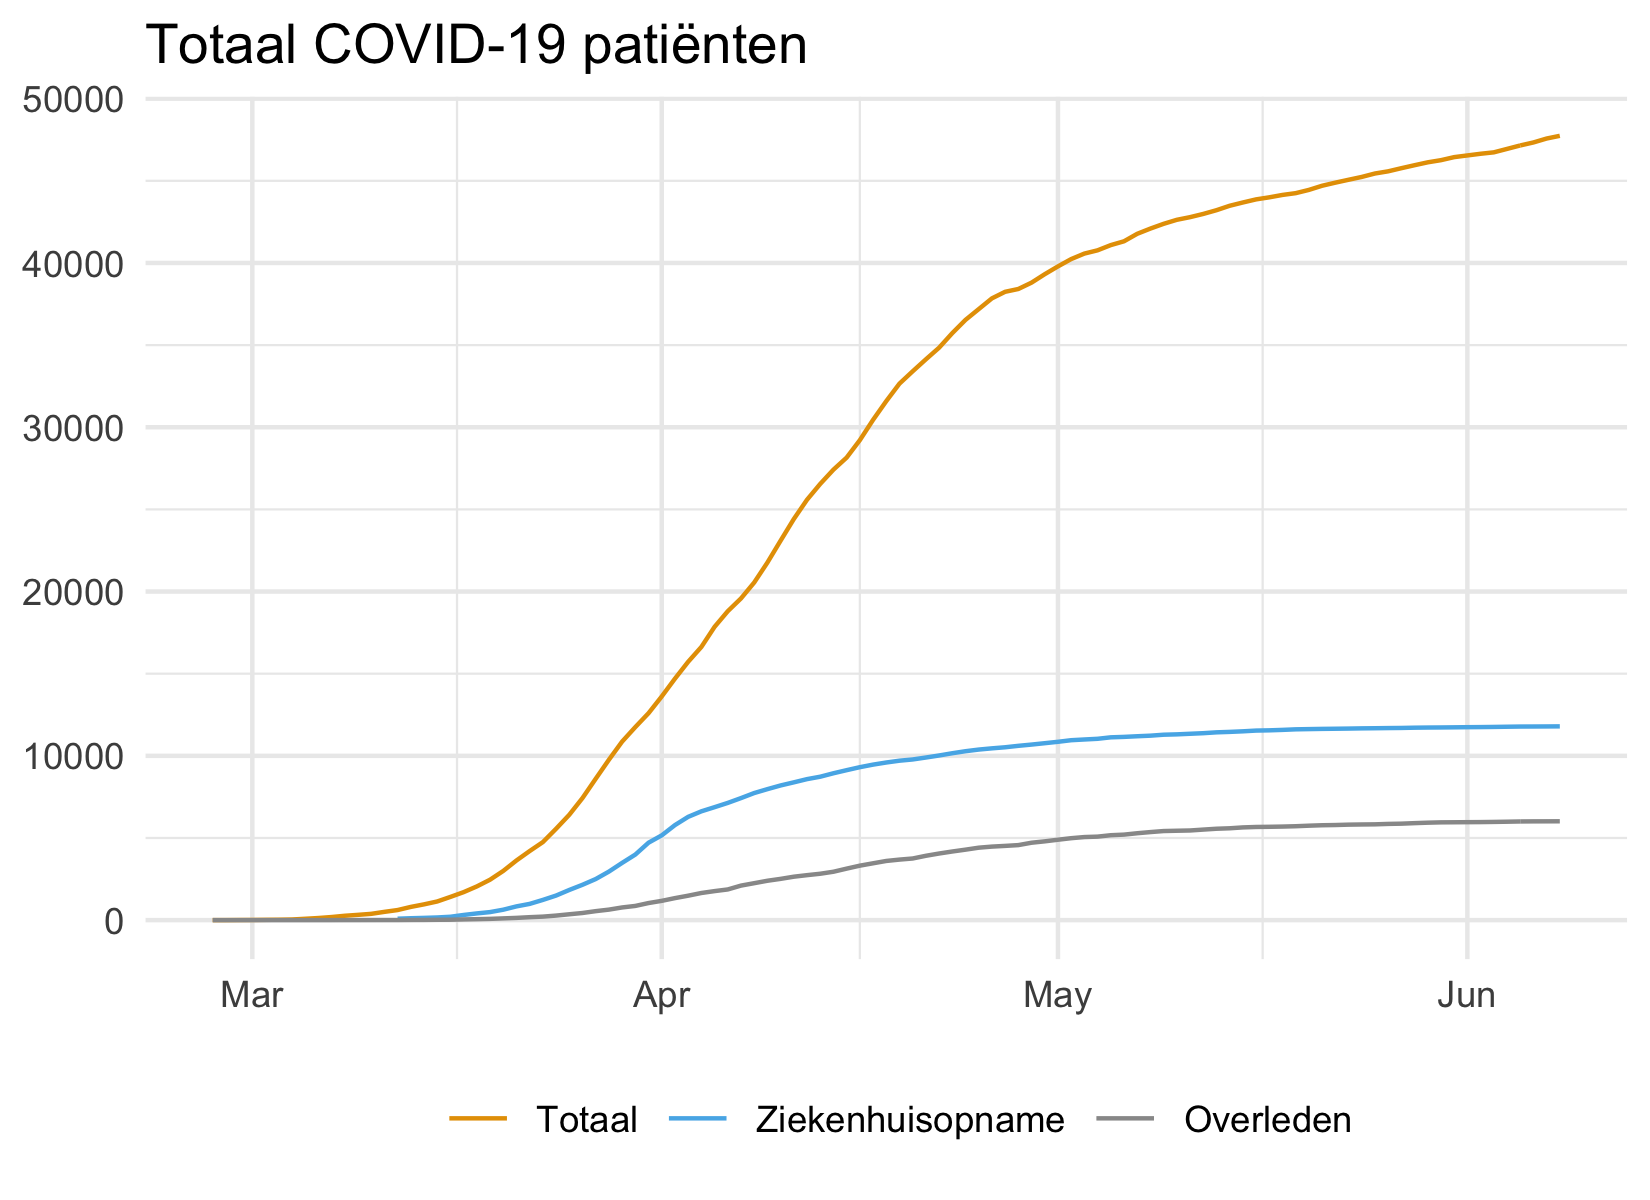 Totaal COVID-19 patiënten
50000
40000
30000
20000
10000
0
Mar Apr May Jun
Totaal Ziekenhuisopname Overleden